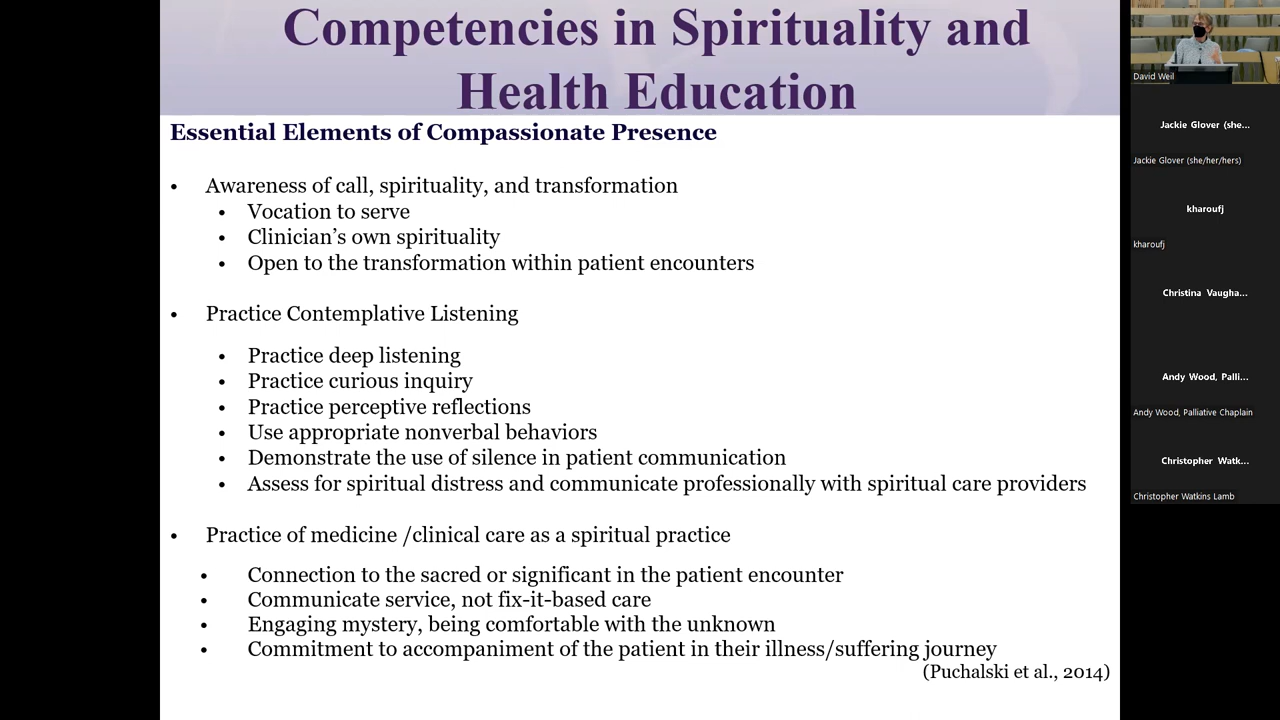 Competencies in Spirituality and
Health Education
Essential Elements of Compassionate Presence
• Awareness of call, spirituality, and transformation
• Vocation to serve
• Clinician's own spirituality
• Open to the transformation within patient encounters
• Practice Contemplative Listening
• Practice deep listening
• Practice curious inquiry
• Practice perceptive reflections
• Use appropriate nonverbal behaviors
• Demonstrate the use of silence in patient communication
• Assess for spiritual distress and communicate professionally with spiritual care providers
• Practice of medicine /clinical care as a spiritual practice
• Connection to the sacred or significant in the patient encounter
• Communicate service, not fix-it-based care
• Engaging mystery, being comfortable with the unknown
• Commitment to accompaniment of the patient in their illness/suffering journey
(Puchalski et al., 2014)
David Weil
Jackie Glover (she...
Jackie Glover (she/her/hers)
kharoufj
kharoufj
Christina Vaugha...
Andy Wood, Palli...
Andy Wood, Palliative Chaplain
Christopher Watk...
Christopher Watkins Lamb